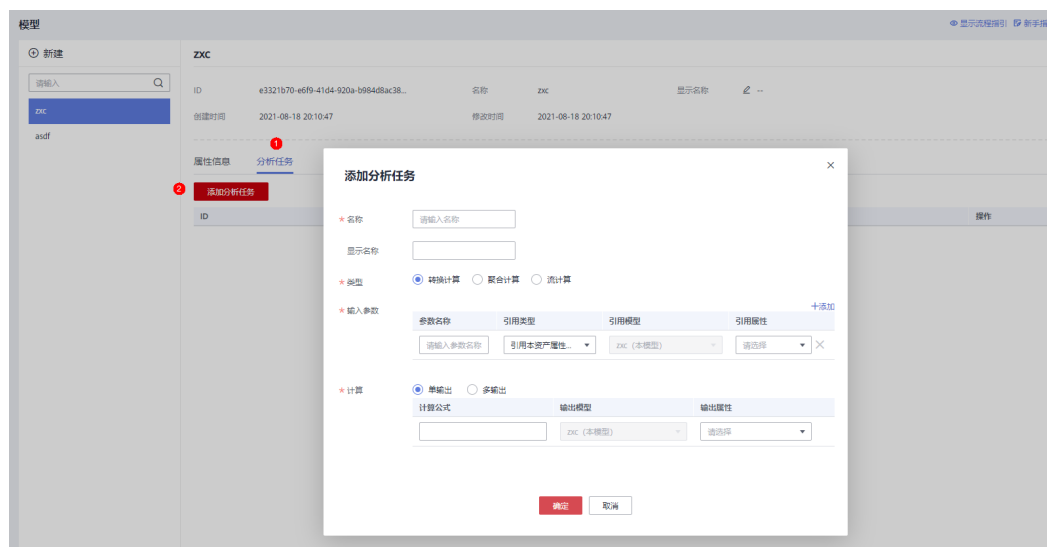 模型
显示流程指引 新手指
新建
请输入
zxc
asdf
zxc
ID e3321b70-e6f9-41d4-920a-b984d8ac38... 名称 zxc 显示名称 --
创建时间 2021-08-18 20:10:47 修改时间 2021-08-18 20:10:47
1
属性信息 分析任务
2 添加分析任务
ID 操作
添加分析任务
* 名称 请输入名称
显示名称
* 类型 转换计算 聚合计算 流计算
* 输入参数 十添加
参数名称 引用类型 引用模型 引用属性
请输入参数名称 引用本资产属性... zxc (本模型) 请选择
* 计算 单输出 多输出
计算公式 输出模型 输出属性
zxc (本模型) 请选择
确定 取消